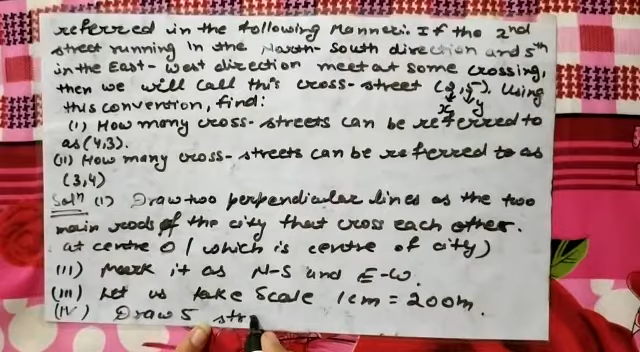 referred in the following manner: If the 2nd
street running in the North-South direction and 5th
in the East-West direction meet at some crossing,
then we will call this cross-street (2,5). Using
this convention, find:
x y
(i) How many cross-streets can be referred to
as (4,3).
(ii) How many cross-streets can be referred to as
(3,4)
Soln (i) Draw two perpendicular lines as the two
main roads of the city that cross each other.
at centre O (which is centre of city)
(ii) Mark it as N-S and E-W.
(iii) Let us take Scale 1cm = 200m.
(iv) Draw 5 str